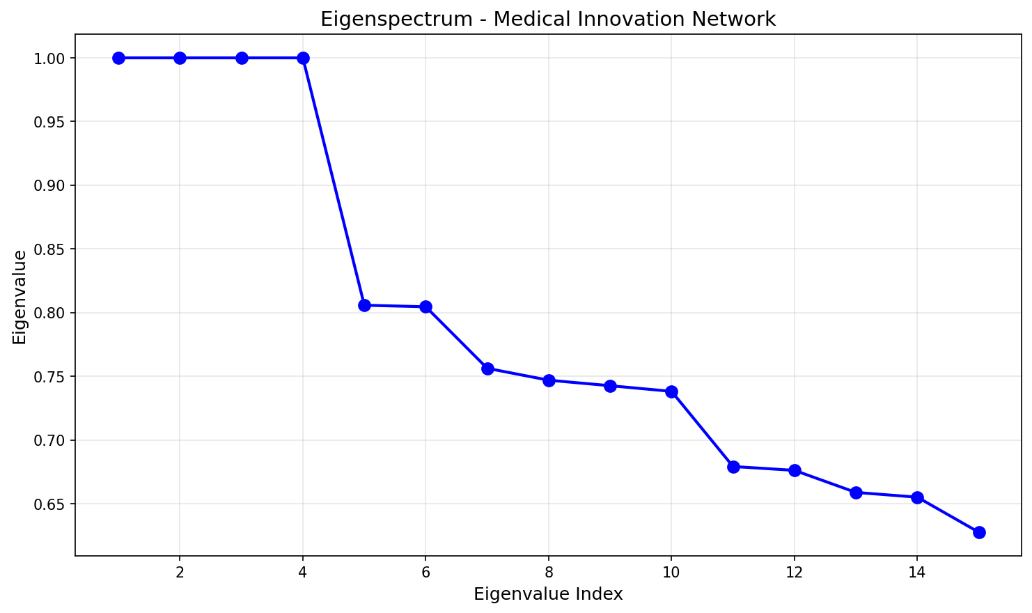 Eigenspectrum - Medical Innovation Network
Eigenvalue
1.00
0.95
0.90
0.85
0.80
0.75
0.70
0.65
2 4 6 8 10 12 14
Eigenvalue Index